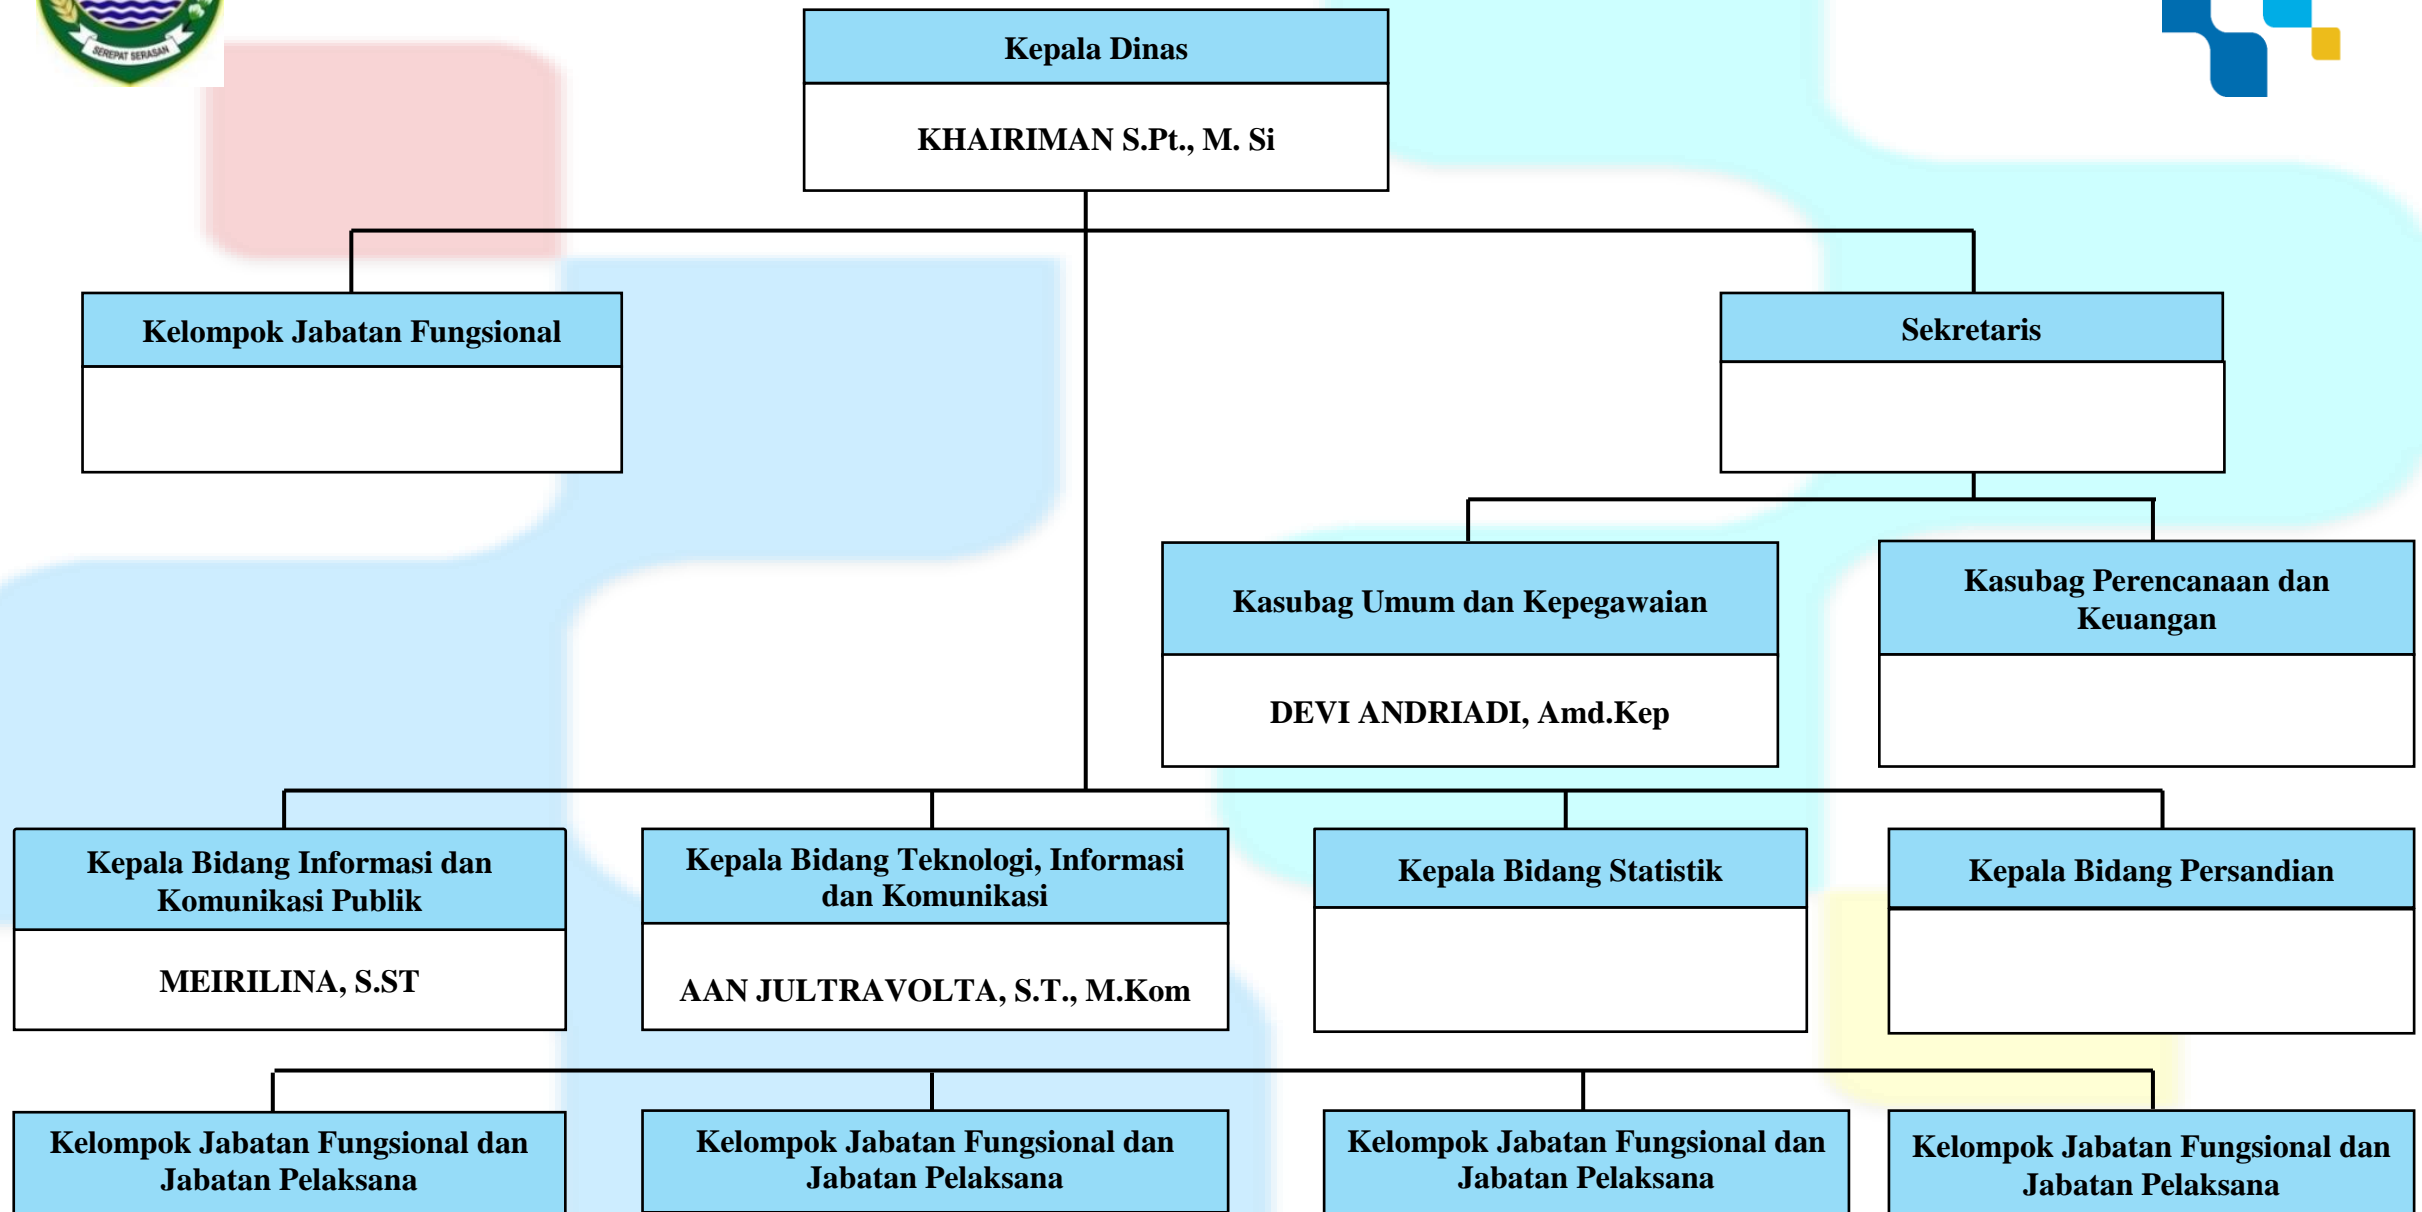 SEREPAT SERASAN
Kepala Dinas
KHAIRIMAN S.Pt., M. Si
Kelompok Jabatan Fungsional
Sekretaris
Kasubag Umum dan Kepegawaian
DEVI ANDRIADI, Amd.Kep
Kasubag Perencanaan dan
Keuangan
Kepala Bidang Informasi dan
Komunikasi Publik
MEIRILINA, S.ST
Kepala Bidang Teknologi, Informasi
dan Komunikasi
AAN JULTRAVOLTA, S.T., M.Kom
Kepala Bidang Statistik
Kepala Bidang Persandian
Kelompok Jabatan Fungsional dan
Jabatan Pelaksana
Kelompok Jabatan Fungsional dan
Jabatan Pelaksana
Kelompok Jabatan Fungsional dan
Jabatan Pelaksana
Kelompok Jabatan Fungsional dan
Jabatan Pelaksana